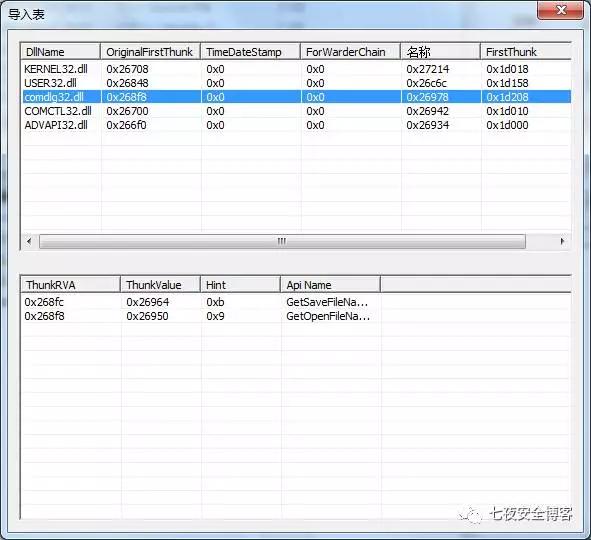 导入表
DllName OriginalFirstThunk TimeDateStamp ForWarderChain 名称 FirstThunk
KERNEL32.dll 0x26708 0x0 0x0 0x27214 0x1d018
USER32.dll 0x26848 0x0 0x0 0x26c6c 0x1d158
comdlg32.dll 0x268f8 0x0 0x0 0x26978 0x1d208
COMCTL32.dll 0x26700 0x0 0x0 0x26942 0x1d010
ADVAPI32.dll 0x266f0 0x0 0x0 0x26934 0x1d000
ThunkRVA ThunkValue Hint Api Name
0x268fc 0x26964 0xb GetSaveFileNa...
0x268f8 0x26950 0x9 GetOpenFileNa...
七夜安全博客